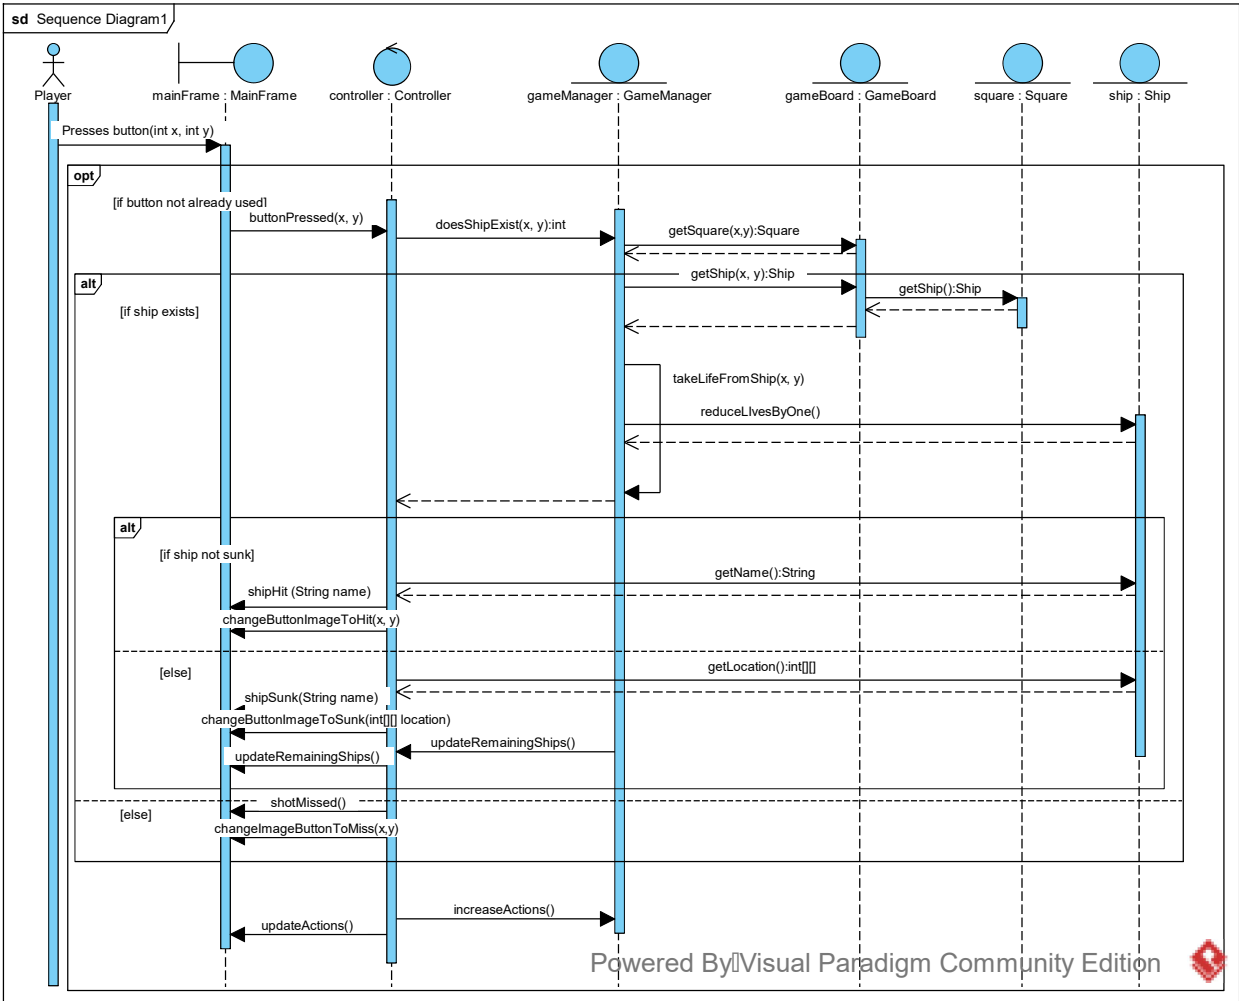 sd Sequence Diagram1
Player
mainFrame : MainFrame
controller : Controller
gameManager : GameManager
gameBoard : GameBoard
square : Square
ship : Ship
Presses button(int x, int y)
opt
[if button not already used]
buttonPressed(x, y)
doesShipExist(x, y):int
getSquare(x,y):Square
alt
getShip(x, y):Ship
getShip():Ship
[if ship exists]
takeLifeFromShip(x, y)
reduceLIvesByOne()
alt
[if ship not sunk]
getName():String
shipHit (String name)
changeButtonImageToHit(x, y)
[else]
getLocation():int[][]
shipSunk(String name)
changeButtonImageToSunk(int[][] location)
updateRemainingShips()
updateRemainingShips()
shotMissed()
[else]
changeImageButtonToMiss(x,y)
increaseActions()
updateActions()
Powered By Visual Paradigm Community Edition